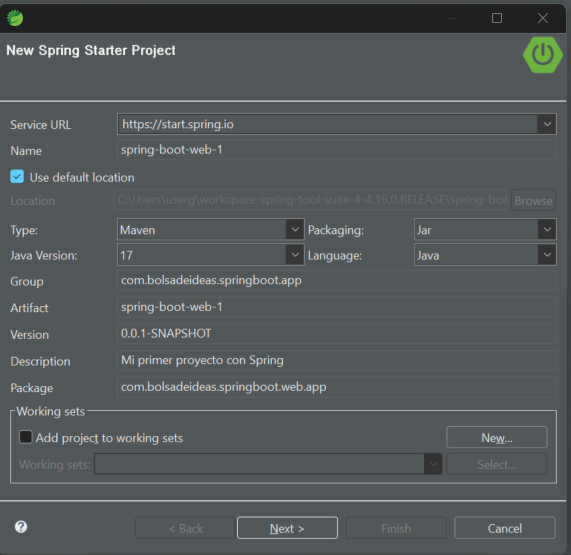 New Spring Starter Project
Service URL https://start.spring.io
Name spring-boot-web-1
Use default location
Location C:\Users\userg\workspace-spring-tool-suite-4-4.16.0.RELEASE\spring-boo Browse
Type: Maven Packaging: Jar
Java Version: 17 Language: Java
Group com.bolsadeideas.springboot.app
Artifact spring-boot-web-1
Version 0.0.1-SNAPSHOT
Description Mi primer proyecto con Spring
Package com.bolsadeideas.springboot.web.app
Working sets
Add project to working sets New...
Working sets: Select...
? < Back Next > Finish Cancel